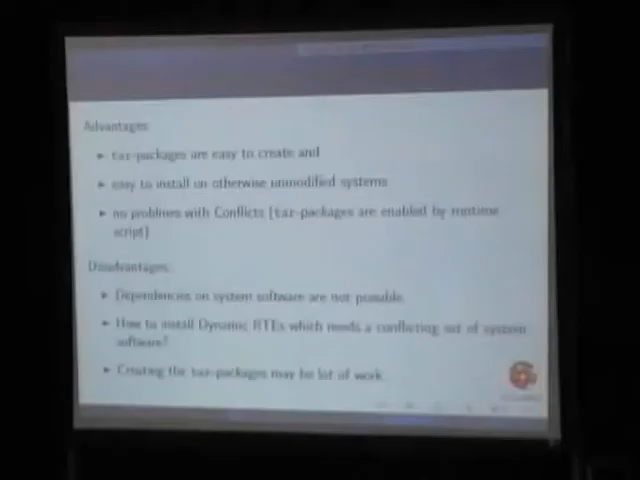 Advantages:
tar-packages are easy to create and
easy to install on otherwise unmodified systems
no problems with Conflicts [tar-packages are enabled by runtime
script]
Disadvantages:
Dependencies on system software are not possible.
How to install Dynamic RTEs which needs a conflicting set of system
software?
Creating the tar-packages may be lot of work.